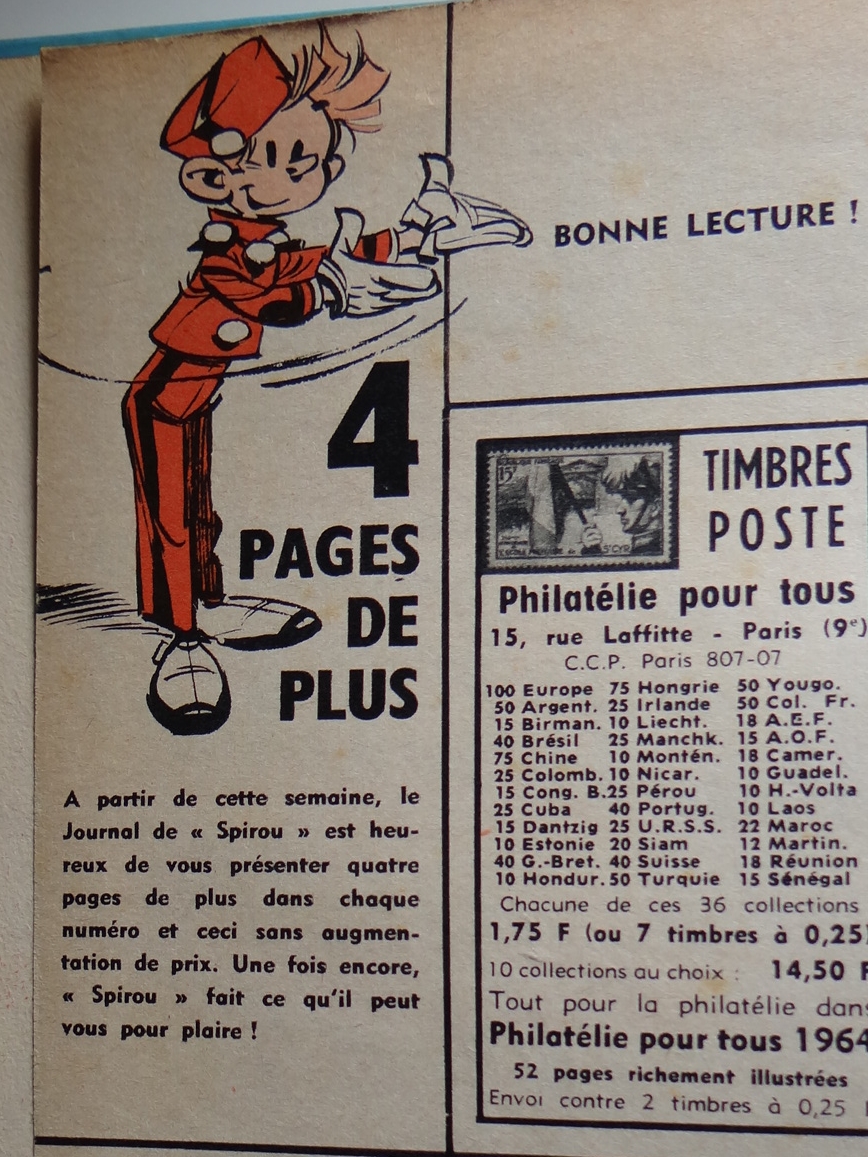 BONNE LECTURE !
4
PAGES
DE
PLUS
A partir de cette semaine, le
Journal de « Spirou » est heu-
reux de vous présenter quatre
pages de plus dans chaque
numéro et ceci sans augmen-
tation de prix. Une fois encore,
« Spirou » fait ce qu'il peut
vous pour plaire !
15F
TIMBRES
POSTE
Philatélie pour tous
15, rue Laffitte - Paris (9e)
C.C.P. Paris 807-07
100 Europe 75 Hongrie 50 Yougo.
50 Argent. 25 Irlande 50 Col. Fr.
15 Birman. 10 Liecht. 18 A.E.F.
40 Brésil 25 Manchk. 15 A.O.F.
75 Chine 10 Montén. 18 Camer.
25 Colomb. 10 Nicar. 10 Guadel.
15 Cong. B. 25 Pérou 10 H.-Volta
25 Cuba 40 Portug. 10 Laos
15 Dantzig 25 U.R.S.S. 22 Maroc
10 Estonie 20 Siam 12 Martin.
40 G.-Bret. 40 Suisse 18 Réunion
10 Hondur. 50 Turquie 15 Sénégal
Chacune de ces 36 collections
1,75 F (ou 7 timbres à 0,25)
10 collections au choix : 14,50 F
Tout pour la philatélie dans
Philatélie pour tous 1964
52 pages richement illustrées
Envoi contre 2 timbres à 0,25